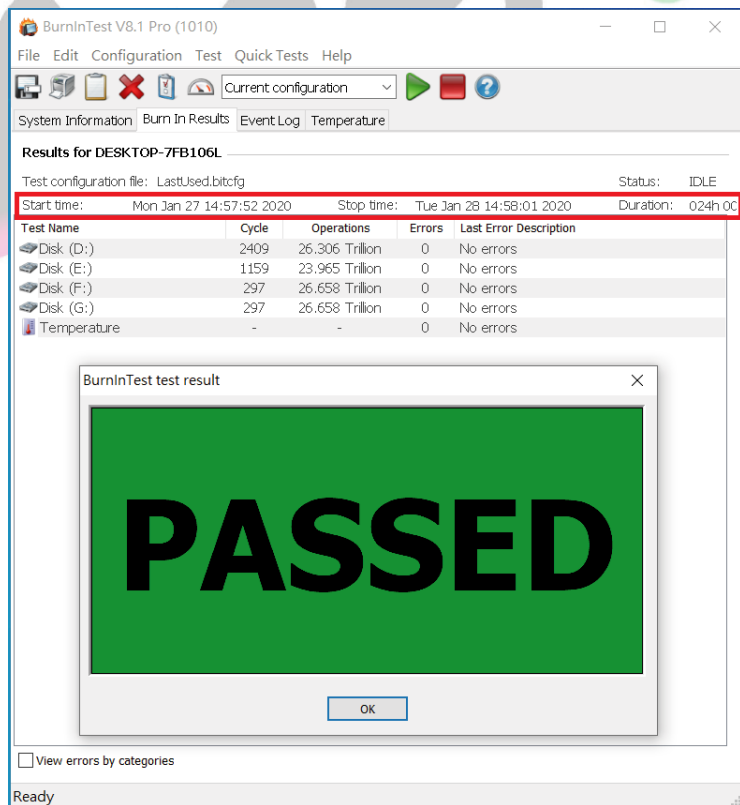 BurnInTest V8.1 Pro (1010)
File Edit Configuration Test Quick Tests Help
Current configuration
System Information Burn In Results Event Log Temperature
Results for DESKTOP-7FB106L
Test configuration file: LastUsed.bitcfg Status: IDLE
Start time: Mon Jan 27 14:57:52 2020 Stop time: Tue Jan 28 14:58:01 2020 Duration: 024h 00
Test Name Cycle Operations Errors Last Error Description
Disk (D:) 2409 26.306 Trillion 0 No errors
Disk (E:) 1159 23.965 Trillion 0 No errors
Disk (F:) 297 26.658 Trillion 0 No errors
Disk (G:) 297 26.658 Trillion 0 No errors
Temperature - - 0 No errors
BurnInTest test result
PASSED
OK
View errors by categories
Ready